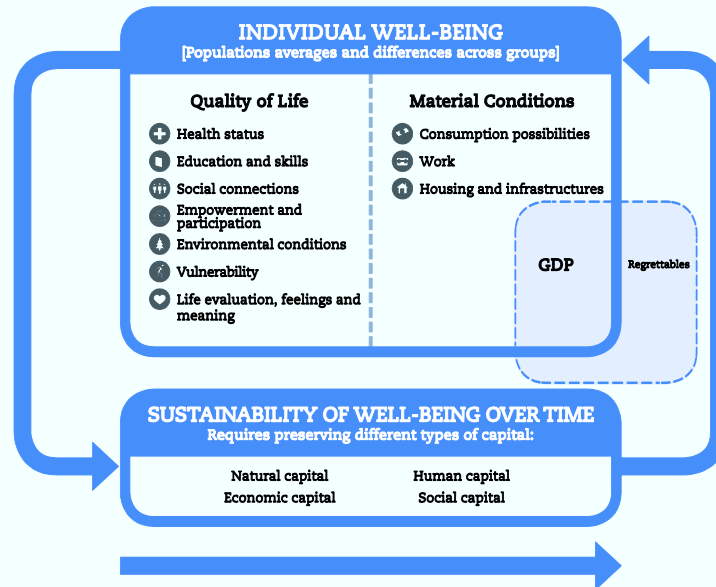 INDIVIDUAL WELL-BEING
[Populations averages and differences across groups]
Quality of Life
Health status
Education and skills
Social connections
Empowerment and
participation
Environmental conditions
Vulnerability
Life evaluation, feelings and
meaning
Material Conditions
Consumption possibilities
Work
Housing and infrastructures
GDP
Regrettables
SUSTAINABILITY OF WELL-BEING OVER TIME
Requires preserving different types of capital:
Natural capital
Human capital
Economic capital
Social capital